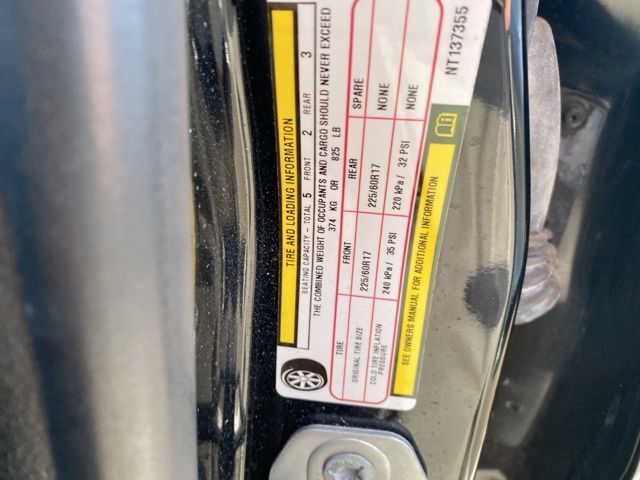 TIRE AND LOADING INFORMATION
SEATING CAPACITY - TOTAL 5 FRONT 2 REAR 3
THE COMBINED WEIGHT OF OCCUPANTS AND CARGO SHOULD NEVER EXCEED
374 KG OR 825 LB
TIRE FRONT REAR SPARE
ORIGINAL TIRE SIZE 225/60R17 225/60R17 NONE
COLD TIRE INFLATION
PRESSURE 240 kPa / 35 PSI 220 kPa / 32 PSI NONE
SEE OWNERS MANUAL FOR ADDITIONAL INFORMATION
NT137355